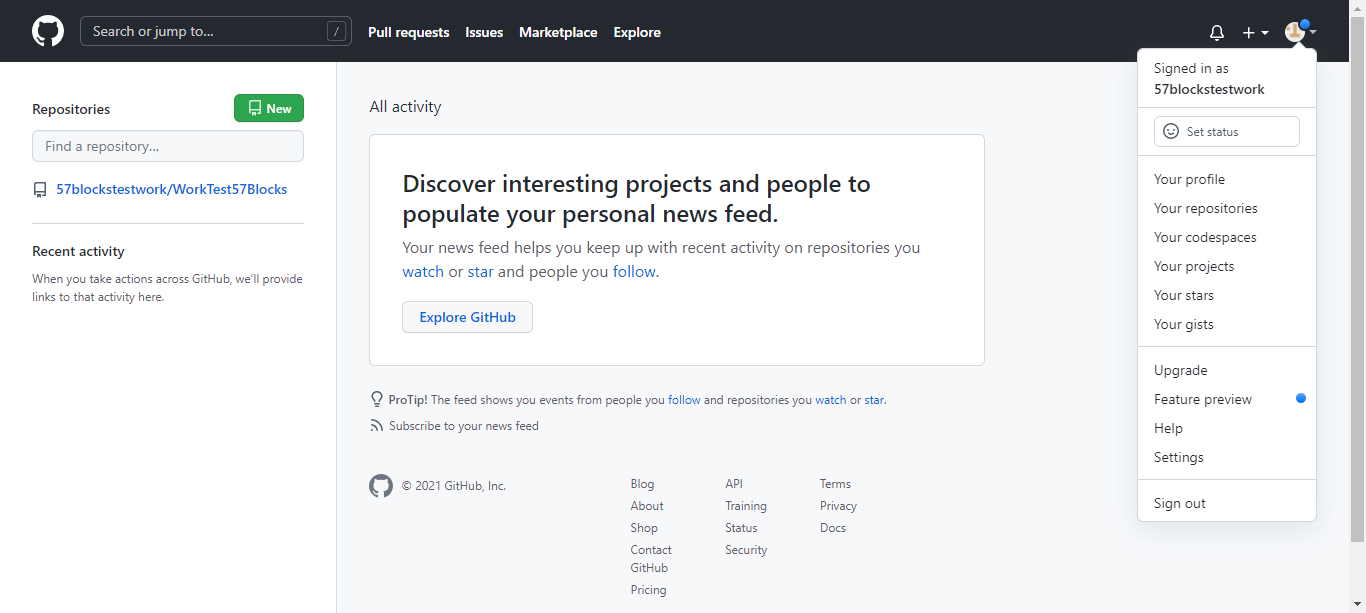 Search or jump to...
/
Pull requests
Issues
Marketplace
Explore
Repositories
New
Find a repository...
57blockstestwork/WorkTest57Blocks
Recent activity
When you take actions across GitHub, we'll provide
links to that activity here.
All activity
Discover interesting projects and people to
populate your personal news feed.
Your news feed helps you keep up with recent activity on repositories you
watch or star and people you follow.
Explore GitHub
ProTip! The feed shows you events from people you follow and repositories you watch or star.
Subscribe to your news feed
© 2021 GitHub, Inc.
Blog
About
Shop
Contact
GitHub
Pricing
API
Training
Status
Security
Terms
Privacy
Docs
Signed in as
57blockstestwork
Set status
Your profile
Your repositories
Your codespaces
Your projects
Your stars
Your gists
Upgrade
Feature preview
Help
Settings
Sign out